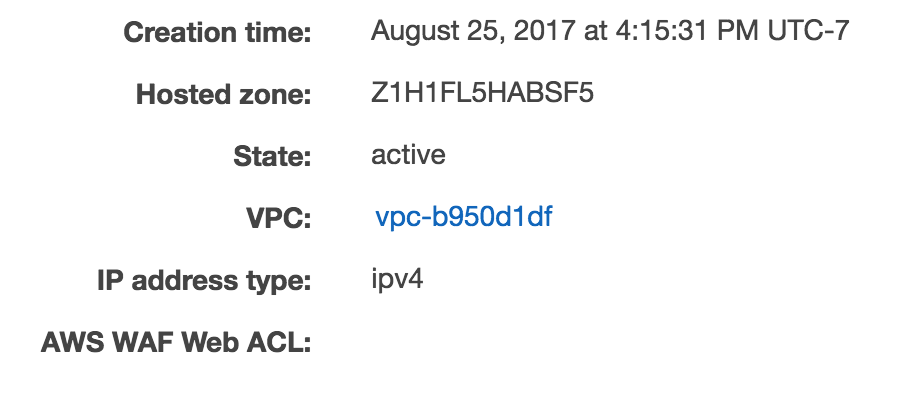 Creation time: August 25, 2017 at 4:15:31 PM UTC-7
Hosted zone: Z1H1FL5HABSF5
State: active
VPC: vpc-b950d1df
IP address type: ipv4
AWS WAF Web ACL: